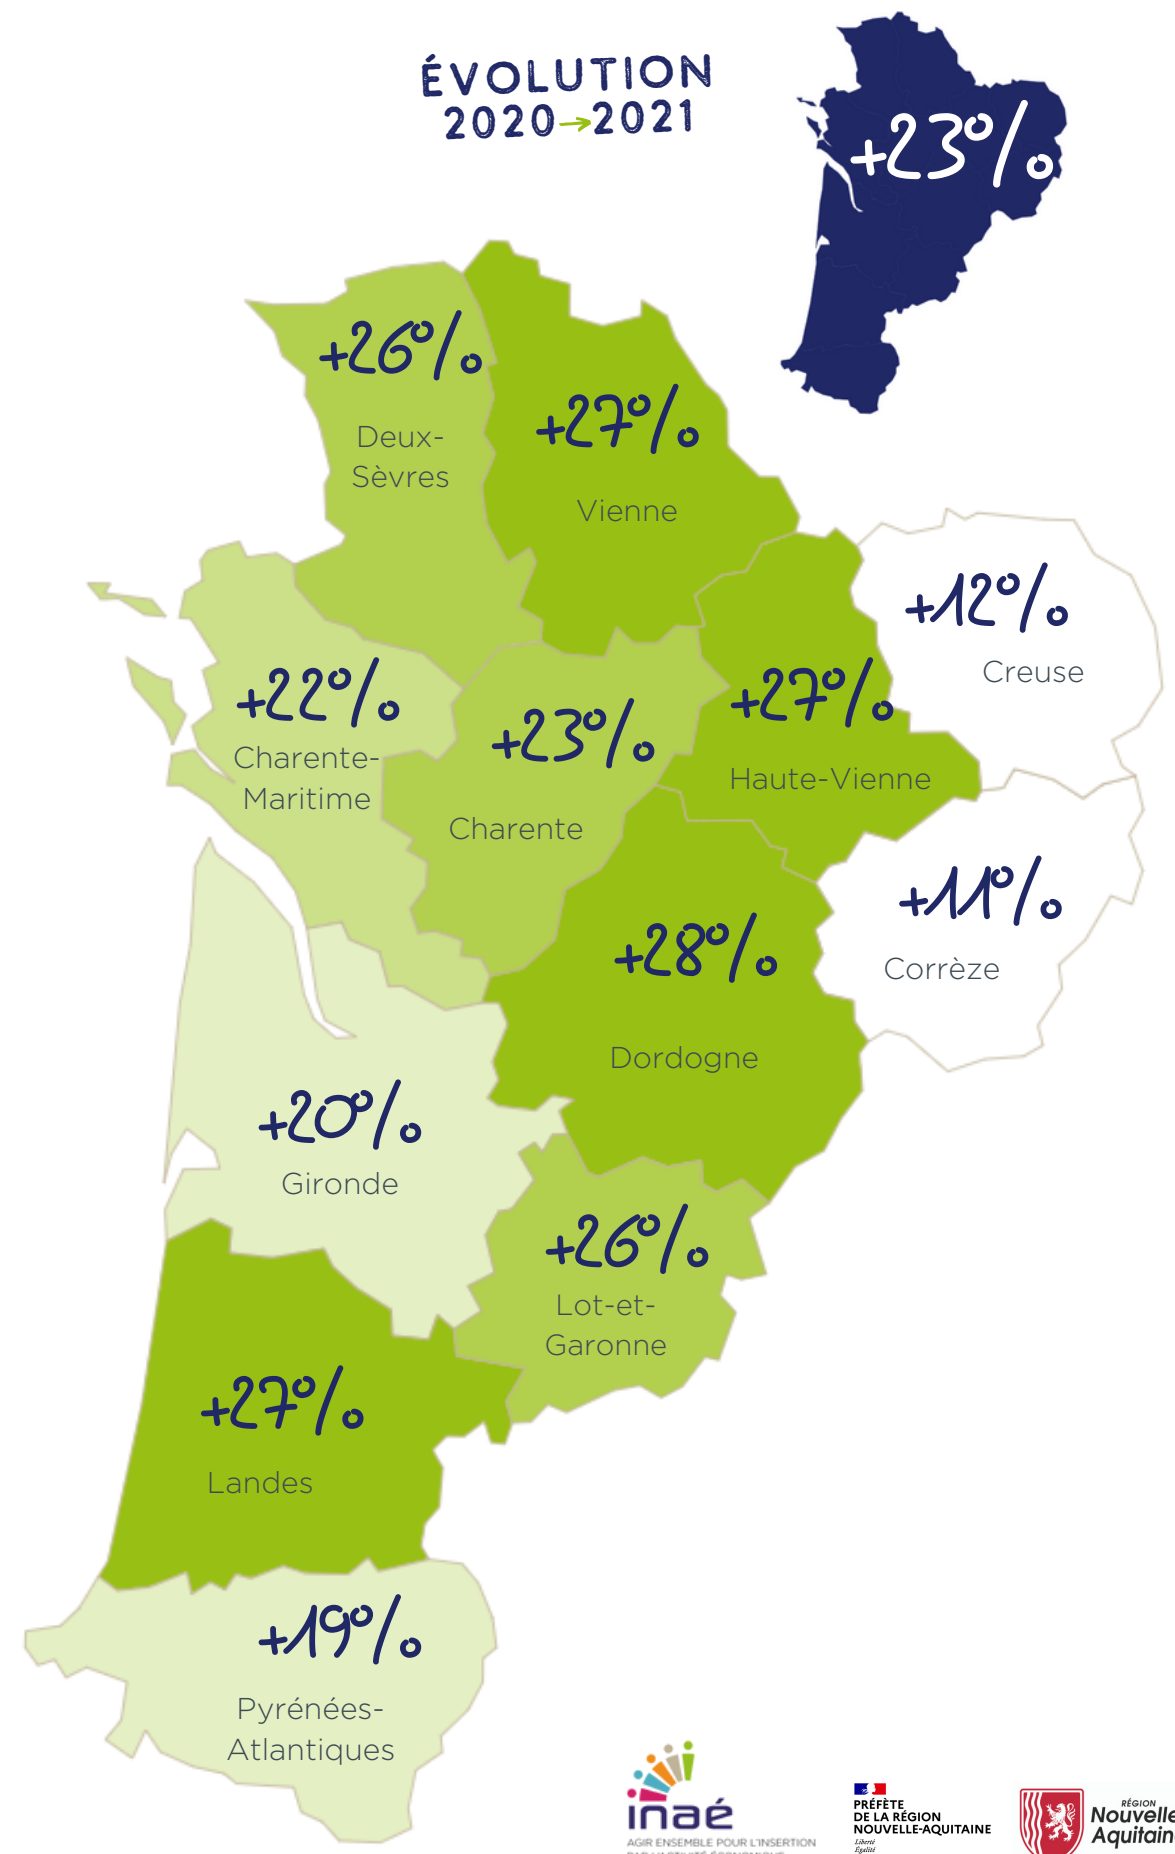 ÉVOLUTION
2020→2021
+23%
+26%
Deux-
Sèvres
+27%
Vienne
+12%
Creuse
+22%
Charente-
Maritime
+23%
Charente
+27%
Haute-Vienne
+11%
Corrèze
+28%
Dordogne
+20%
Gironde
+26%
Lot-et-
Garonne
+27%
Landes
+19%
Pyrénées-
Atlantiques
inaé
AGIR ENSEMBLE POUR L'INSERTION
PRÉFÈTE
DE LA RÉGION
NOUVELLE-AQUITAINE
Liberté
Égalité
RÉGION
Nouvelle
Aquitain